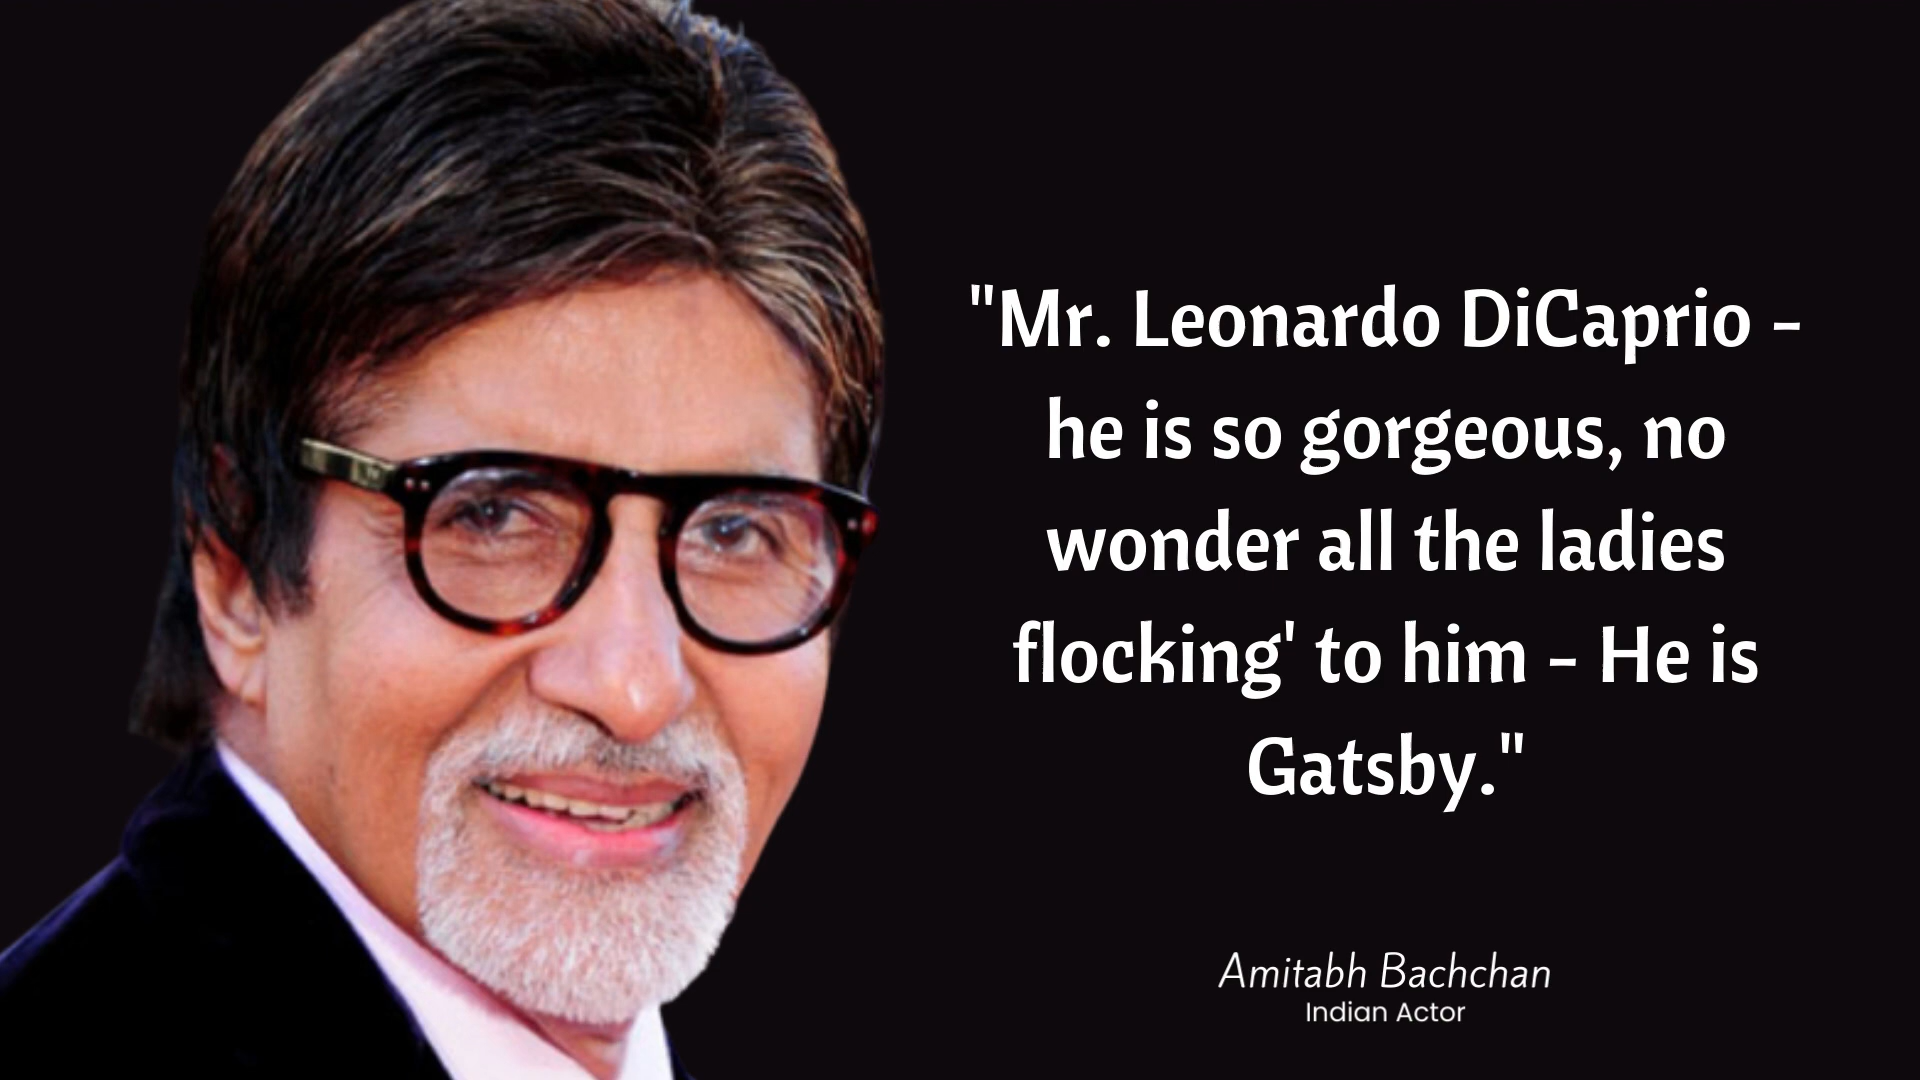 "Mr. Leonardo DiCaprio -
he is so gorgeous, no
wonder all the ladies
flocking' to him - He is
Gatsby."
Amitabh Bachchan
Indian Actor